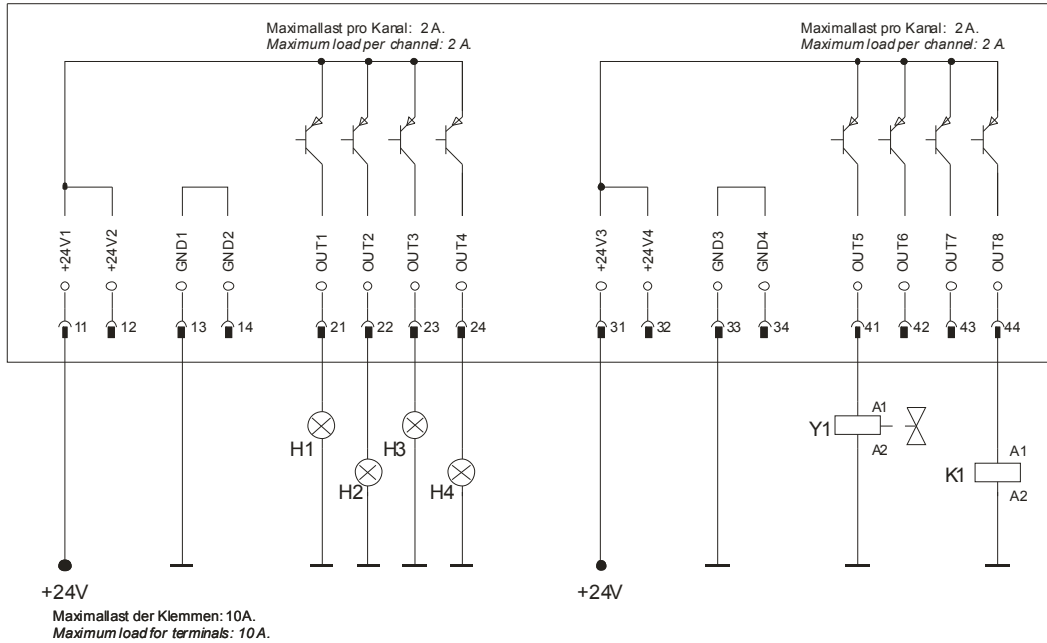 Maximallast pro Kanal: 2 A.
Maximum load per channel: 2 A.
Maximallast pro Kanal: 2 A.
Maximum load per channel: 2 A.
+24V1
+24V2
GND1
GND2
OUT1
OUT2
OUT3
OUT4
+24V3
+24V4
GND3
GND4
OUT5
OUT6
OUT7
OUT8
11 12 13 14 21 22 23 24 31 32 33 34 41 42 43 44
H1
H2
H3
H4
Y1
A1
A2
K1
A1
A2
+24V
+24V
Maximallast der Klemmen: 10A.
Maximum load for terminals: 10 A.